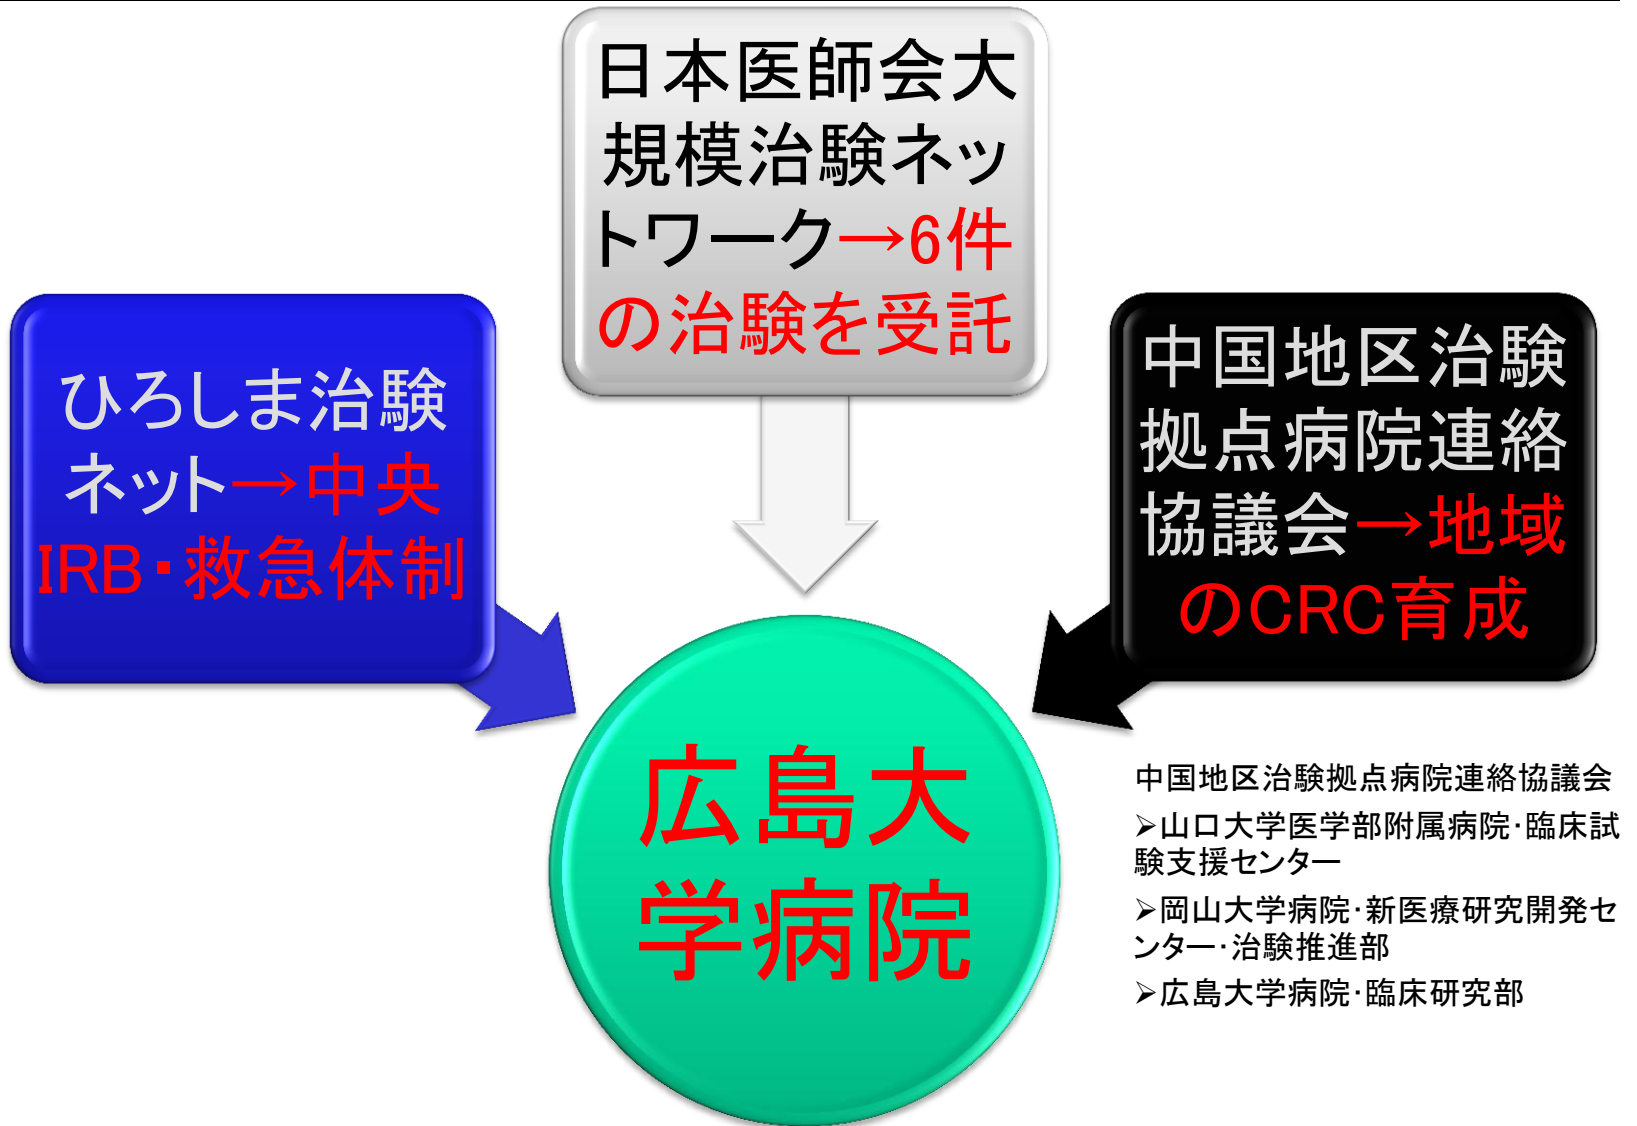 日本医師会大
規模治験ネッ
トワーク→6件
の治験を受託
ひろしま治験
ネット→中央
IRB・救急体制
中国地区治験
拠点病院連絡
協議会→地域
のCRC育成
広島大
学病院
中国地区治験拠点病院連絡協議会
➢山口大学医学部附属病院・臨床試
験支援センター
➢岡山大学病院・新医療研究開発セ
ンター・治験推進部
➢広島大学病院・臨床研究部